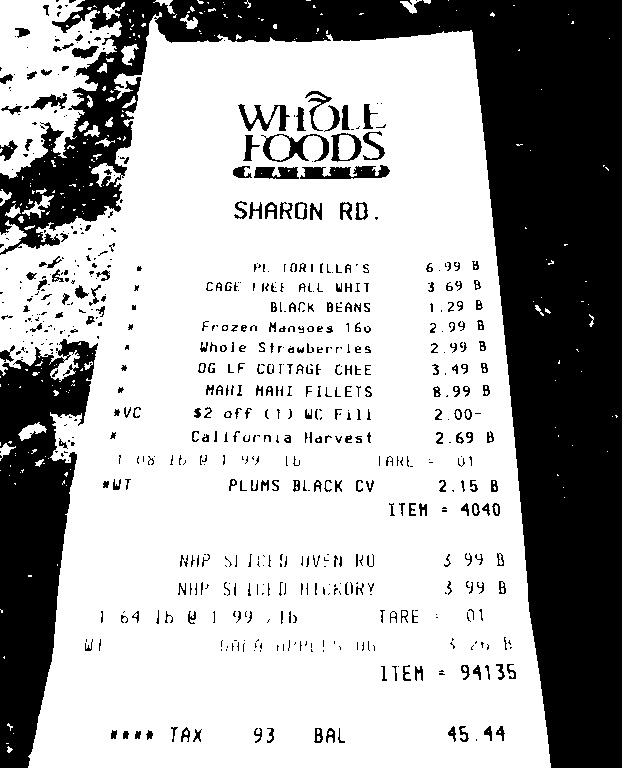 WHOLE
FOODS
MARKET
SHARON RD.
* PL TORTILLA'S 6.99 B
* CAGE FREE ALL WHIT 3 69 B
* BLACK BEANS 1.29 B
* Frozen Mangoes 16o 2.99 B
* Whole Strawberries 2.99 B
* OG LF COTTAGE CHEE 3.49 B
* MAHI MAHI FILLETS 8.99 B
*VC $2 off (1) WC Fill 2.00-
* California Harvest 2.69 B
1 08 lb @ 1 99 lb TARE = 01
*WT PLUMS BLACK CV 2.15 B
ITEM = 4040
NHP SLICED OVEN RO 3 99 B
NHP SLICED HICKORY 3 99 B
1 64 lb @ 1 99 /lb TARE = 01
WT GALA APPLES OG 3 26 B
ITEM = 94135
**** TAX 93 BAL 45.44